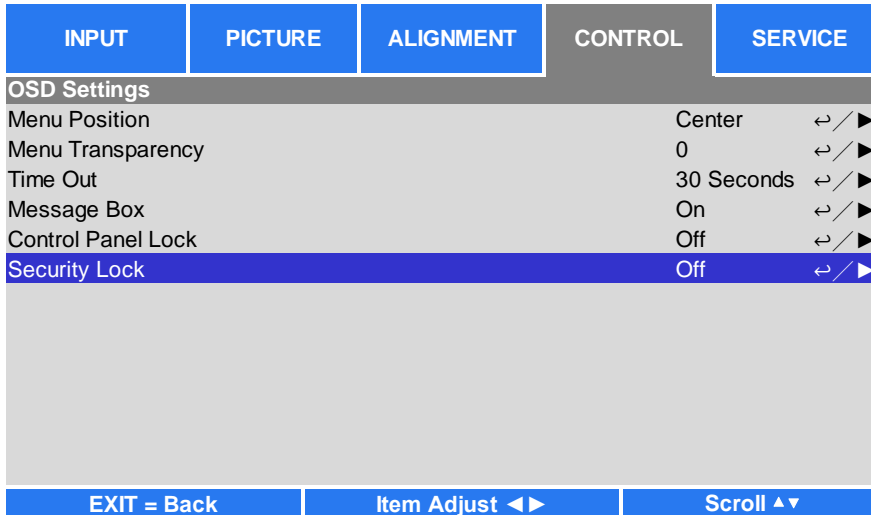 INPUT PICTURE ALIGNMENT CONTROL SERVICE
OSD Settings
Menu Position Center ↩／►
Menu Transparency 0 ↩／►
Time Out 30 Seconds ↩／►
Message Box On ↩／►
Control Panel Lock Off ↩／►
Security Lock Off ↩／►
EXIT = Back Item Adjust ◄► Scroll ▲▼